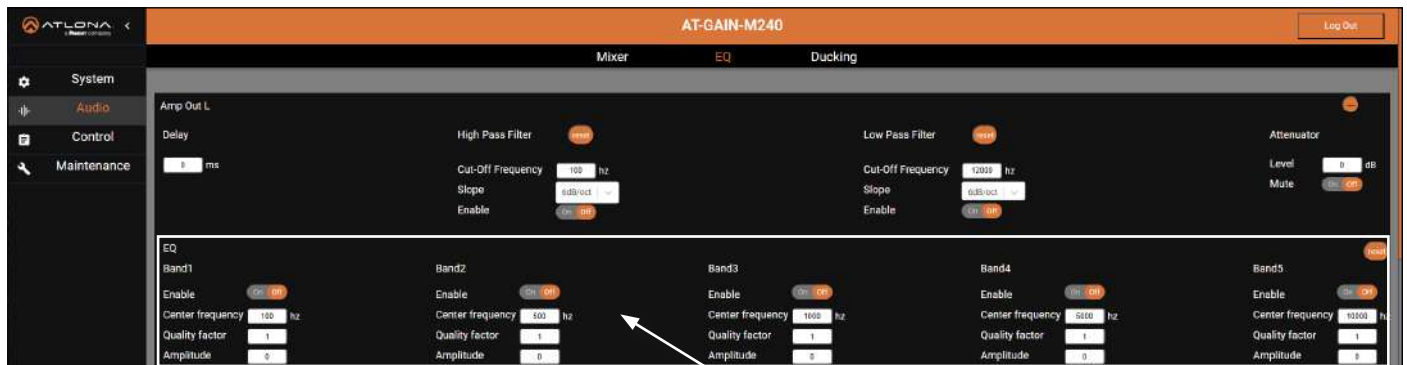 ATLONA <
AT-GAIN-M240
Log Out
Mixer EQ Ducking
System
Audio
Control
Maintenance
Amp Out L
Delay High Pass Filter reset Low Pass Filter reset Attenuator
0 ms Cut-Off Frequency 100 hz Cut-Off Frequency 12000 hz Level 0 dB
Slope 6dB/oct Slope 6dB/oct Mute On Off
Enable On Off Enable On Off
EQ reset
Band1 Band2 Band3 Band4 Band5
Enable On Off Enable On Off Enable On Off Enable On Off Enable On Off
Center frequency 100 hz Center frequency 500 hz Center frequency 1000 hz Center frequency 5000 hz Center frequency 10000 h
Quality factor 1 Quality factor 1 Quality factor 1 Quality factor 1 Quality factor 1
Amplitude 0 Amplitude 0 Amplitude 0 Amplitude 0 Amplitude 0